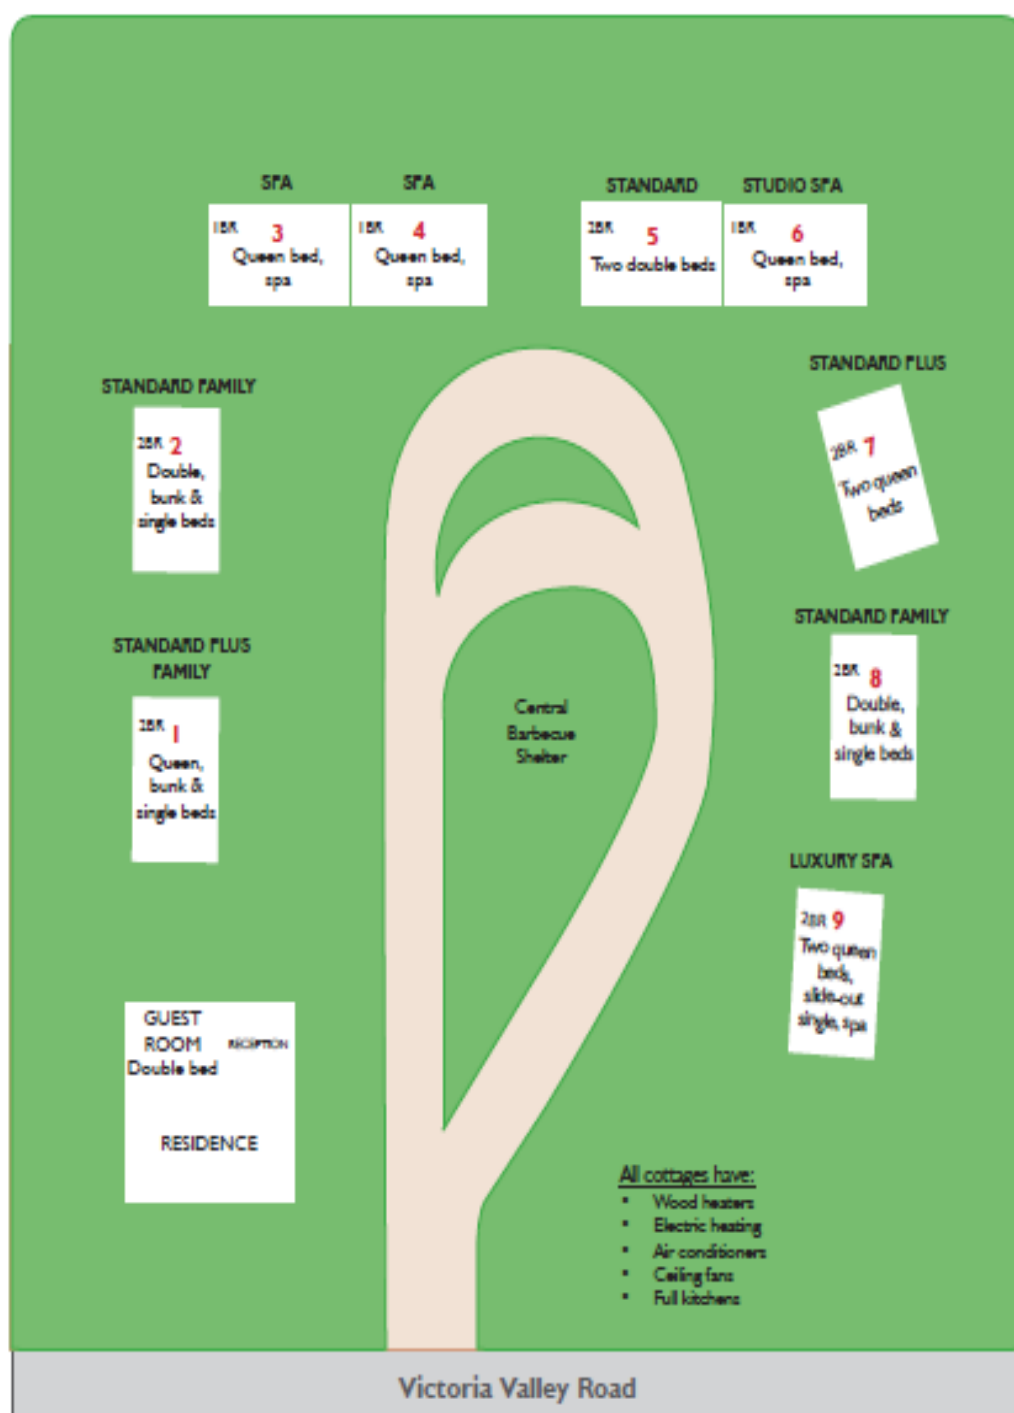 SPA
SPA
STANDARD
STUDIO SPA
1BR 3
Queen bed,
spa
1BR 4
Queen bed,
spa
2BR 5
Two double beds
1BR 6
Queen bed,
spa
STANDARD FAMILY
2BR 2
Double,
bunk &
single beds
STANDARD PLUS
2BR 7
Two queen
beds
STANDARD PLUS
FAMILY
2BR 1
Queen,
bunk &
single beds
Central
Barbecue
Shelter
STANDARD FAMILY
2BR 8
Double,
bunk &
single beds
LUXURY SPA
2BR 9
Two queen
beds,
slide-out
single, spa
GUEST
ROOM
Double bed
RECEPTION
RESIDENCE
All cottages have:
▪ Wood heaters
▪ Electric heating
▪ Air conditioners
▪ Ceiling fans
▪ Full kitchens
Victoria Valley Road